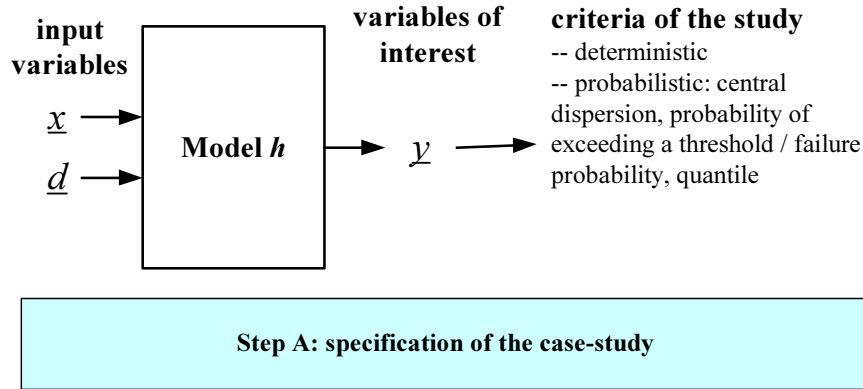 input
variables
x
d
Model h
variables of
interest
y
criteria of the study
-- deterministic
-- probabilistic: central
dispersion, probability of
exceeding a threshold / failure
probability, quantile
Step A: specification of the case-study